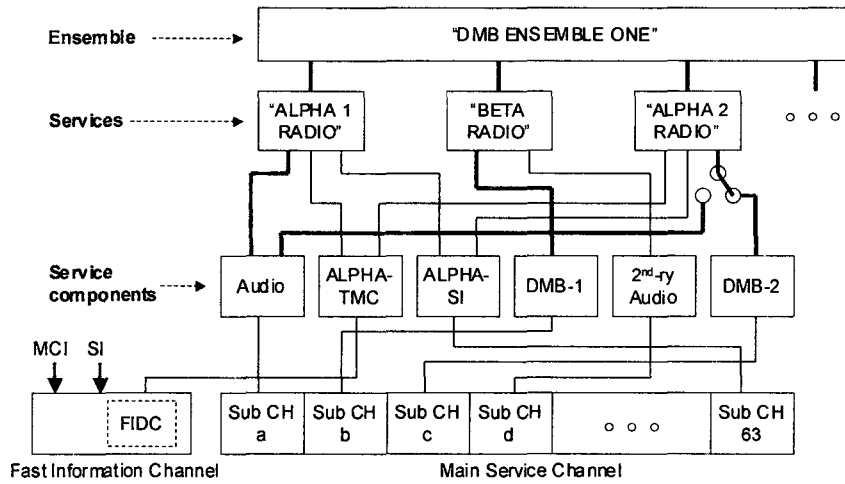 Ensemble
"DMB ENSEMBLE ONE"
Services
"ALPHA 1
RADIO"
"BETA
RADIO"
"ALPHA 2
RADIO"
Service
components
Audio
ALPHA-
TMC
ALPHA-
SI
DMB-1
2nd-ry
Audio
DMB-2
MCI
SI
FIDC
Sub CH
a
Sub CH
b
Sub CH
c
Sub CH
d
Sub CH
63
Fast Information Channel
Main Service Channel